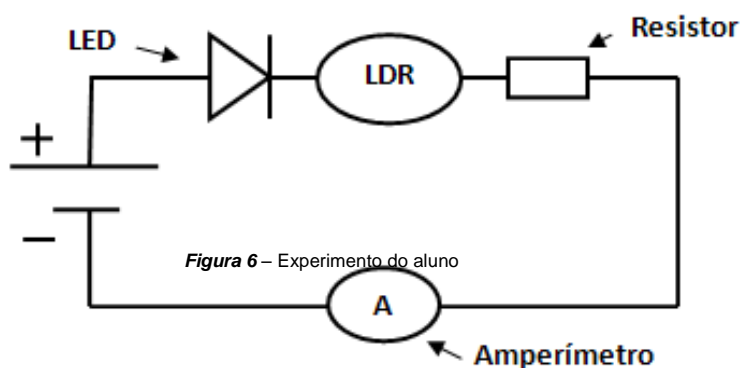 Resistor
LED
LDR
+
−
Figura 6 – Experimento do aluno
A
Amperímetro